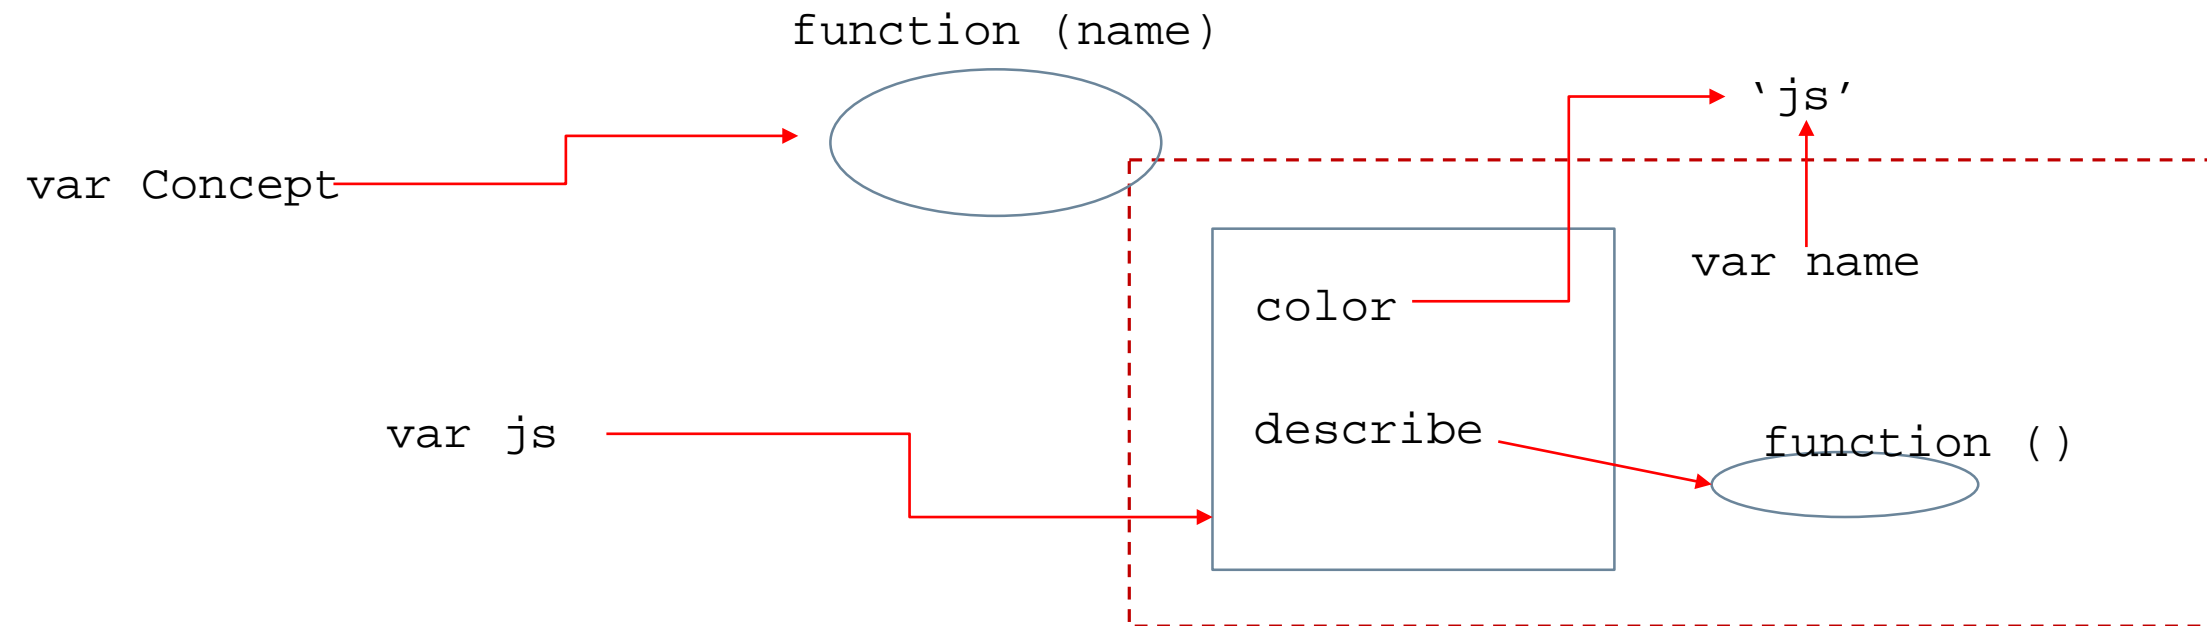 function (name)
‘js’
var Concept
var name
color
describe
var js
function ()